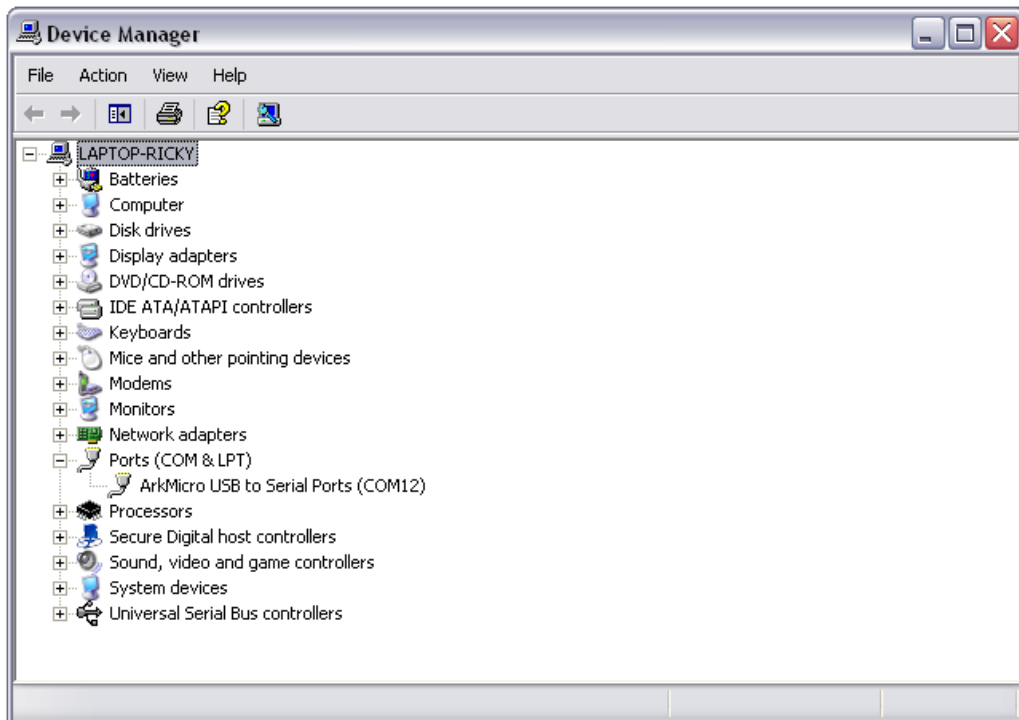 Device Manager
File Action View Help
LAPTOP-RICKY
Batteries
Computer
Disk drives
Display adapters
DVD/CD-ROM drives
IDE ATA/ATAPI controllers
Keyboards
Mice and other pointing devices
Modems
Monitors
Network adapters
Ports (COM & LPT)
ArkMicro USB to Serial Ports (COM12)
Processors
Secure Digital host controllers
Sound, video and game controllers
System devices
Universal Serial Bus controllers